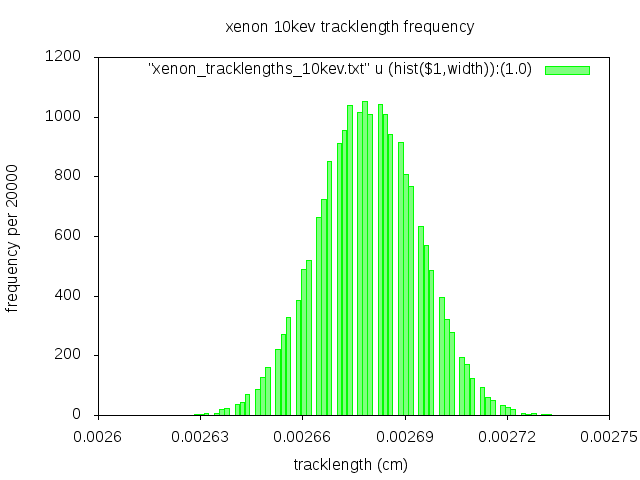 xenon 10kev tracklength frequency
"xenon_tracklengths_10kev.txt" u (hist($1,width)):(1.0)
1200
1000
800
600
400
200
0
frequency per 20000
0.0026 0.00263 0.00266 0.00269 0.00272 0.00275
tracklength (cm)